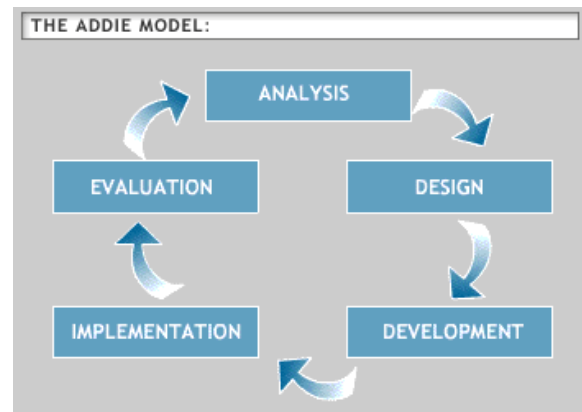 THE ADDIE MODEL:
ANALYSIS
EVALUATION
DESIGN
IMPLEMENTATION
DEVELOPMENT